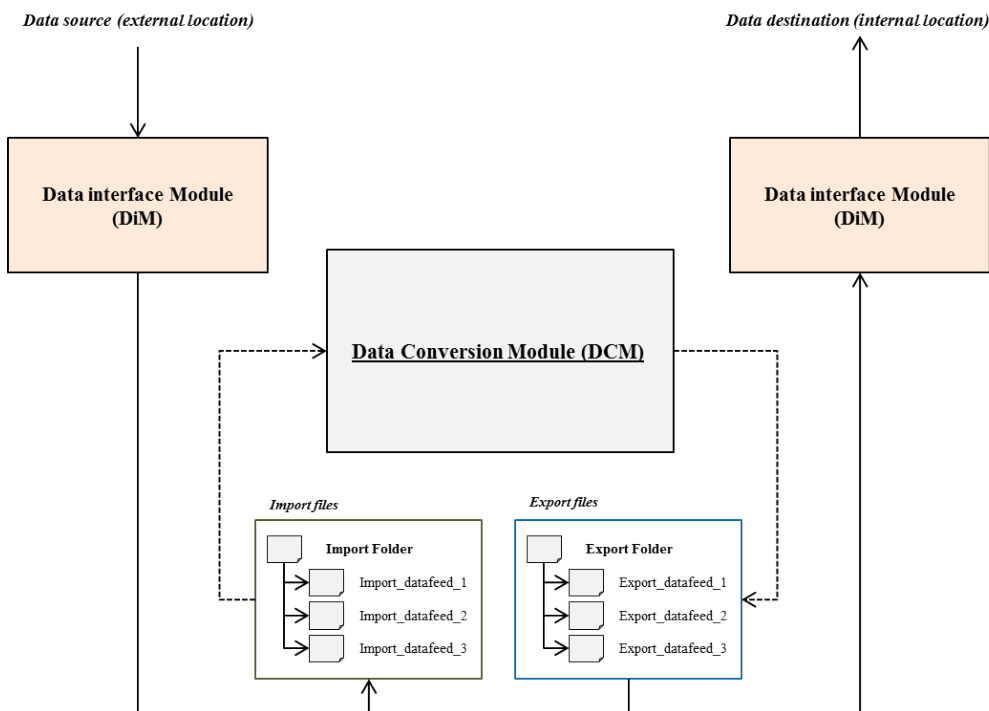 Data source (external location)
Data destination (internal location)
Data interface Module
(DiM)
Data interface Module
(DiM)
Data Conversion Module (DCM)
Import files
Import Folder
Import_datafeed_1
Import_datafeed_2
Import_datafeed_3
Export files
Export Folder
Export_datafeed_1
Export_datafeed_2
Export_datafeed_3